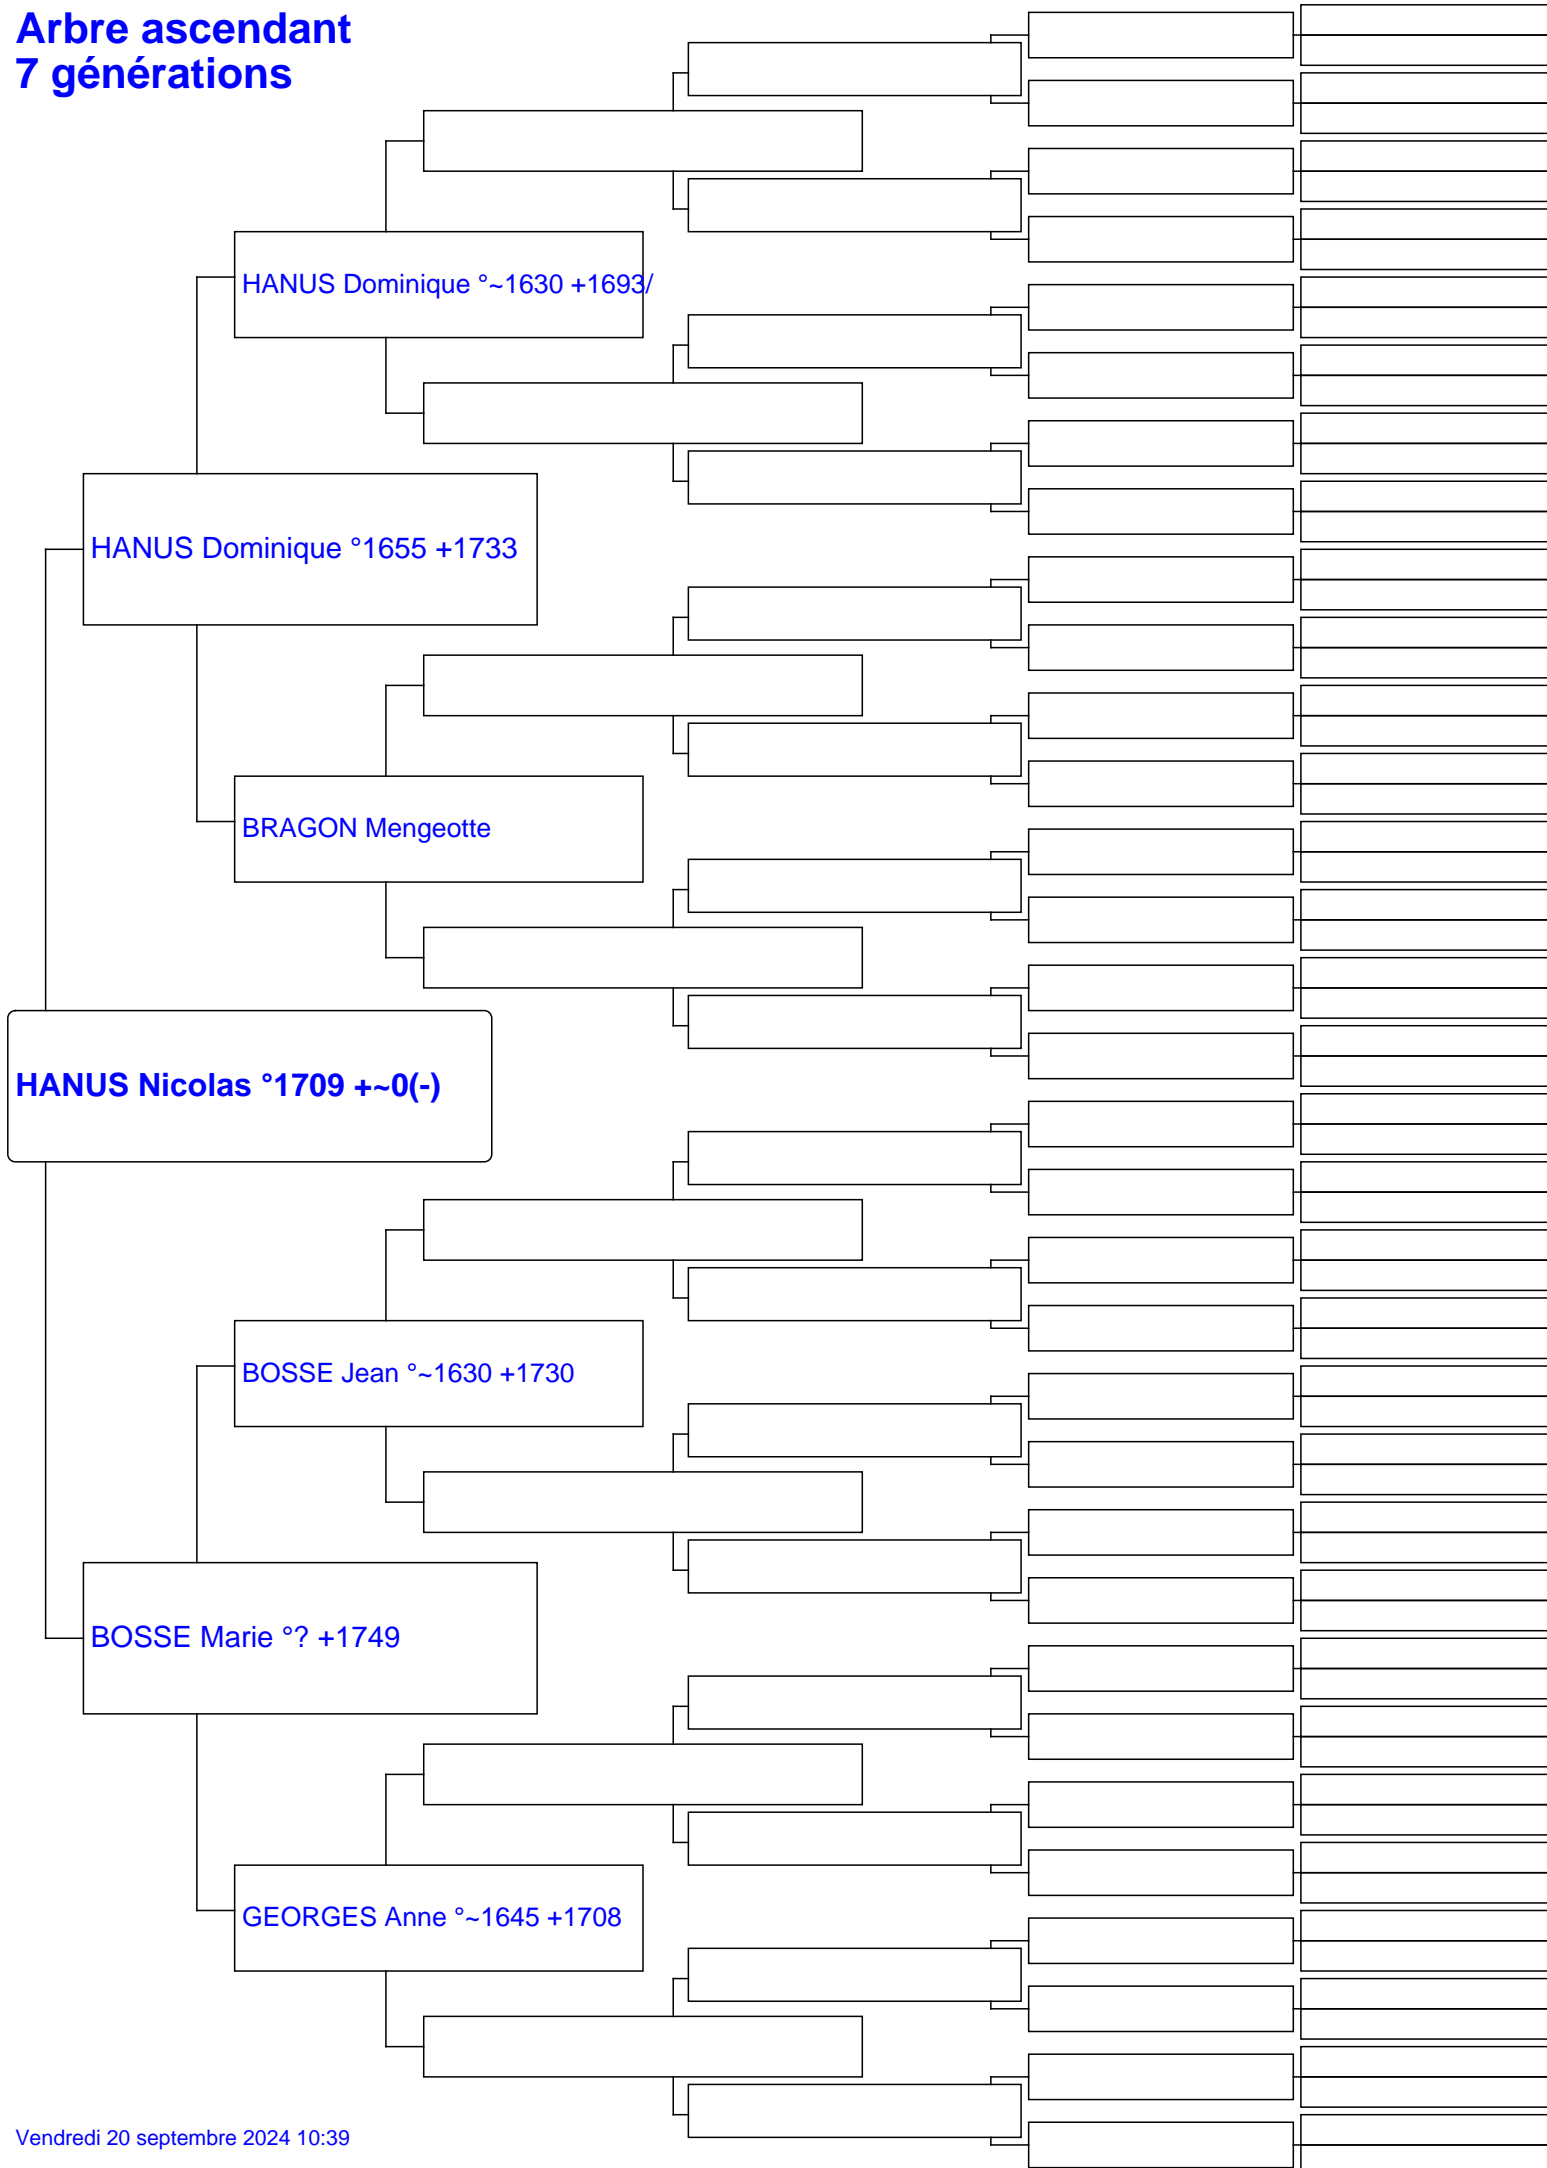 Arbre ascendant
7 générations
HANUS Dominique °~1630 +1693/
HANUS Dominique °1655 +1733
BRAGON Mengeotte
HANUS Nicolas °1709 +~0(-)
BOSSE Jean °~1630 +1730
BOSSE Marie °? +1749
GEORGES Anne °~1645 +1708
Vendredi 20 septembre 2024 10:39